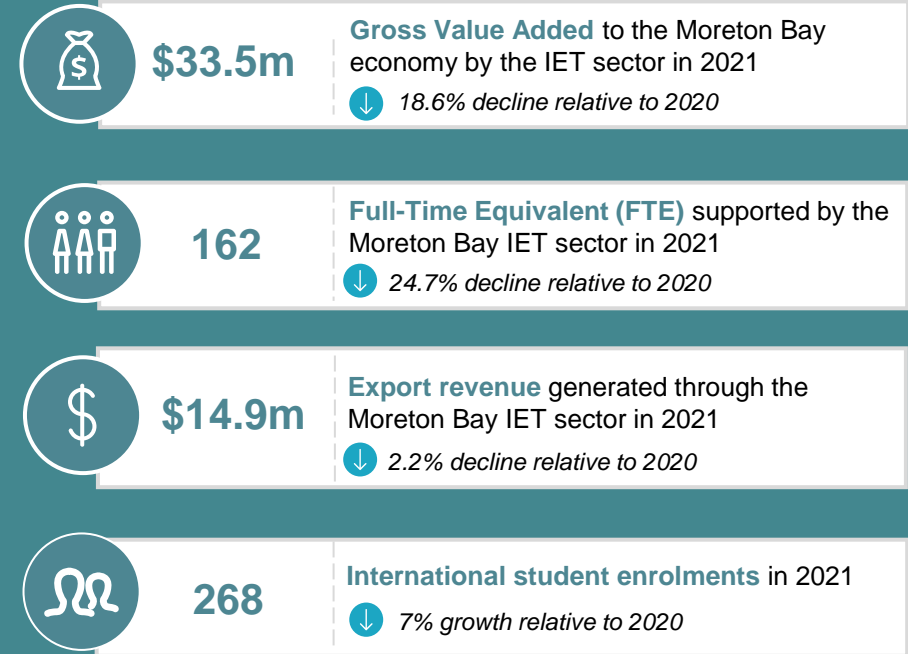 $33.5m
Gross Value Added to the Moreton Bay
economy by the IET sector in 2021
18.6% decline relative to 2020
162
Full-Time Equivalent (FTE) supported by the
Moreton Bay IET sector in 2021
24.7% decline relative to 2020
$14.9m
Export revenue generated through the
Moreton Bay IET sector in 2021
2.2% decline relative to 2020
268
International student enrolments in 2021
7% growth relative to 2020